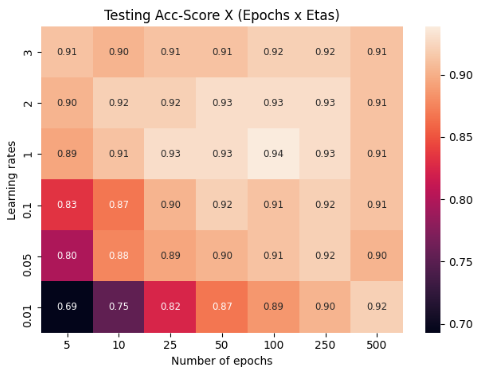 Testing Acc-Score X (Epochs x Etas)
3 0.91 0.90 0.91 0.91 0.92 0.92 0.91
2 0.90 0.92 0.92 0.93 0.93 0.93 0.91
1 0.89 0.91 0.93 0.93 0.94 0.93 0.91
0.1 0.83 0.87 0.90 0.92 0.91 0.92 0.91
0.05 0.80 0.88 0.89 0.90 0.91 0.92 0.90
0.01 0.69 0.75 0.82 0.87 0.89 0.90 0.92
5 10 25 50 100 250 500
Number of epochs
Learning rates
0.90
0.85
0.80
0.75
0.70